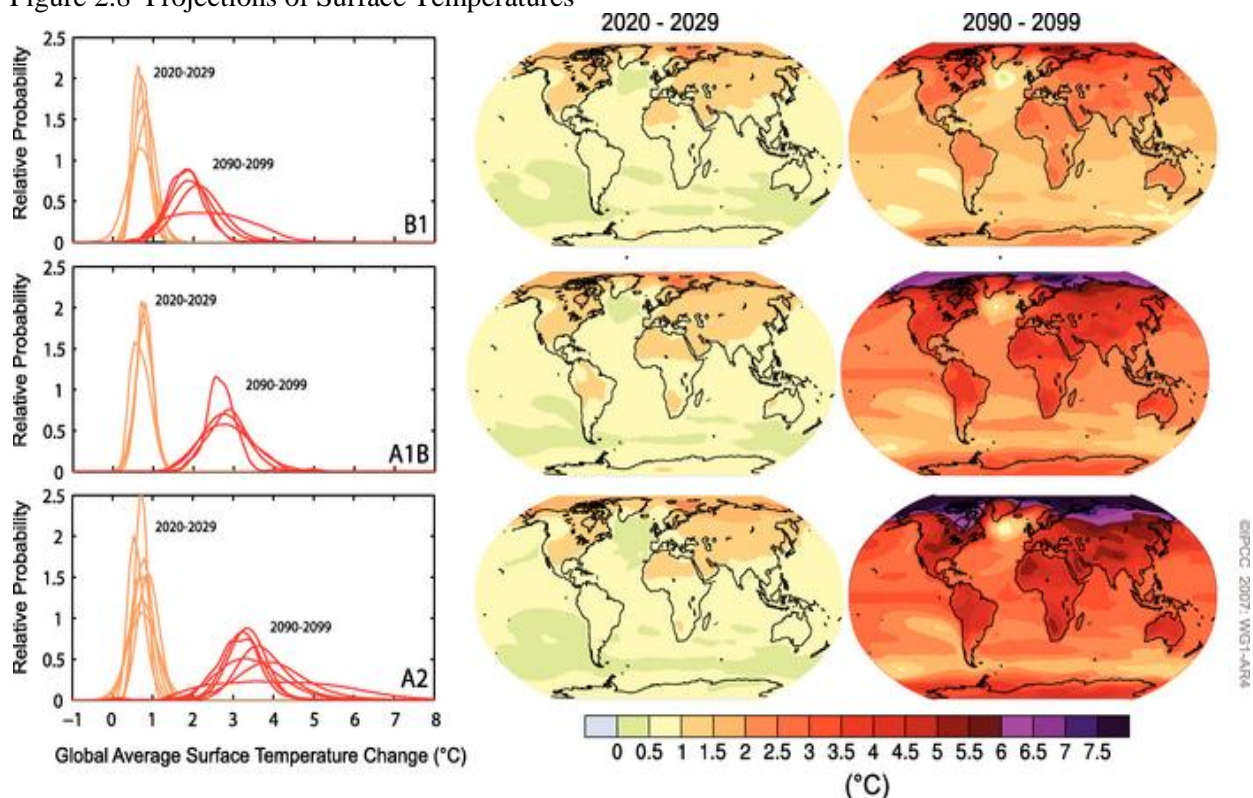 Figure 2.8 Projections of Surface Temperatures
2020 - 2029
2090 - 2099
2.5
2
1.5
1
0.5
0
Relative Probability
2020-2029
2090-2099
B1
2.5
2
1.5
1
0.5
0
Relative Probability
2020-2029
2090-2099
A1B
2.5
2
1.5
1
0.5
0
Relative Probability
2020-2029
2090-2099
A2
−1 0 1 2 3 4 5 6 7 8
Global Average Surface Temperature Change (°C)
0 0.5 1 1.5 2 2.5 3 3.5 4 4.5 5 5.5 6 6.5 7 7.5
(°C)
©IPCC 2007: WG1-AR4